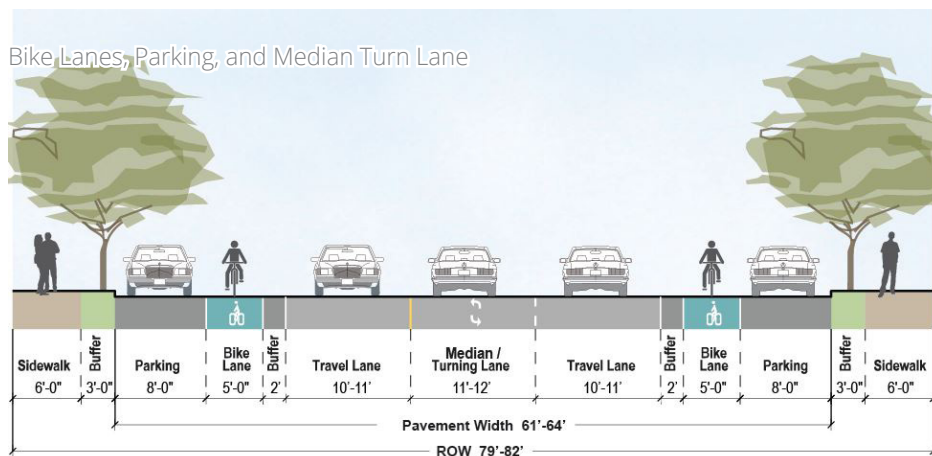 Bike Lanes, Parking, and Median Turn Lane
Sidewalk
6'-0"
Buffer
3'-0"
Parking
8'-0"
Bike
Lane
5'-0"
Buffer
2'
Travel Lane
10'-11'
Median /
Turning Lane
11'-12'
Travel Lane
10'-11'
Buffer
2'
Bike
Lane
5'-0"
Parking
8'-0"
Buffer
3'-0"
Sidewalk
6'-0"
Pavement Width 61'-64'
ROW 79'-82'